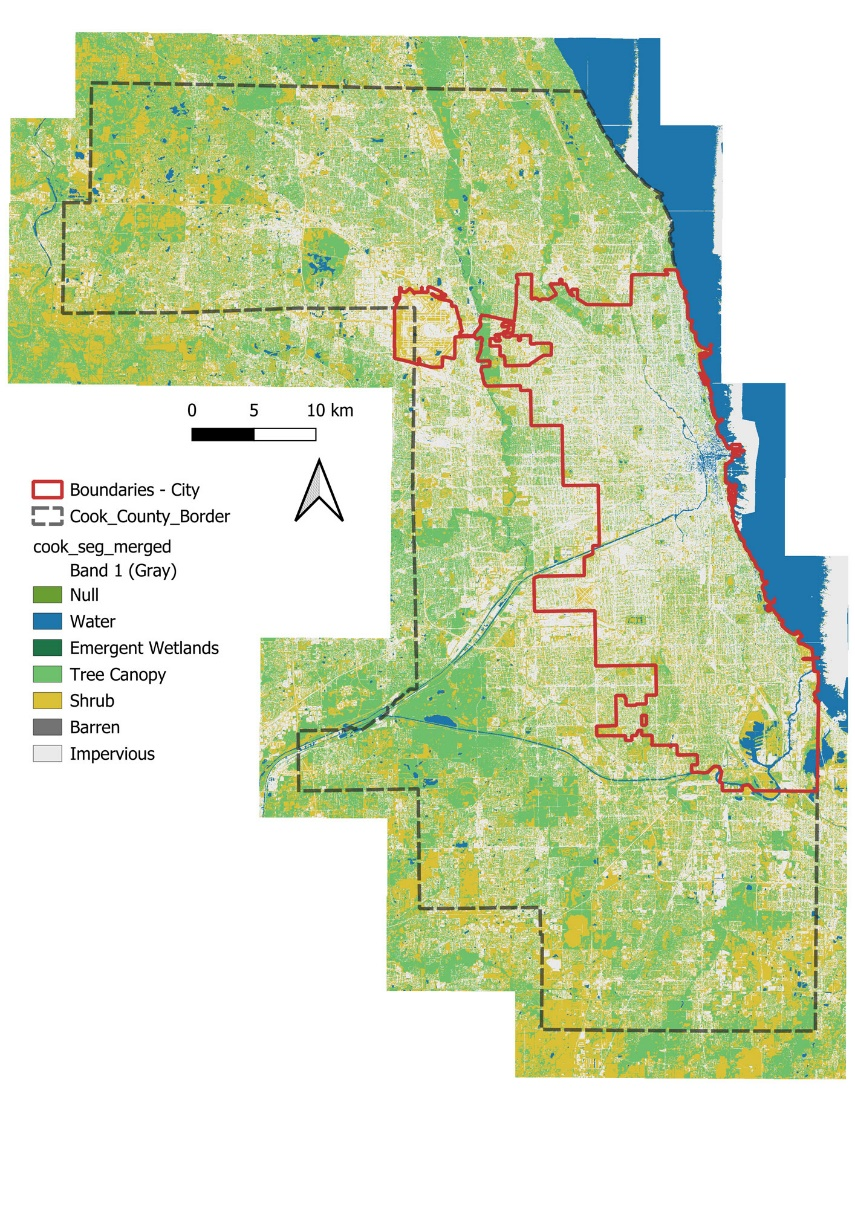 0 5 10 km
Boundaries - City
Cook_County_Border
cook_seg_merged
Band 1 (Gray)
Null
Water
Emergent Wetlands
Tree Canopy
Shrub
Barren
Impervious